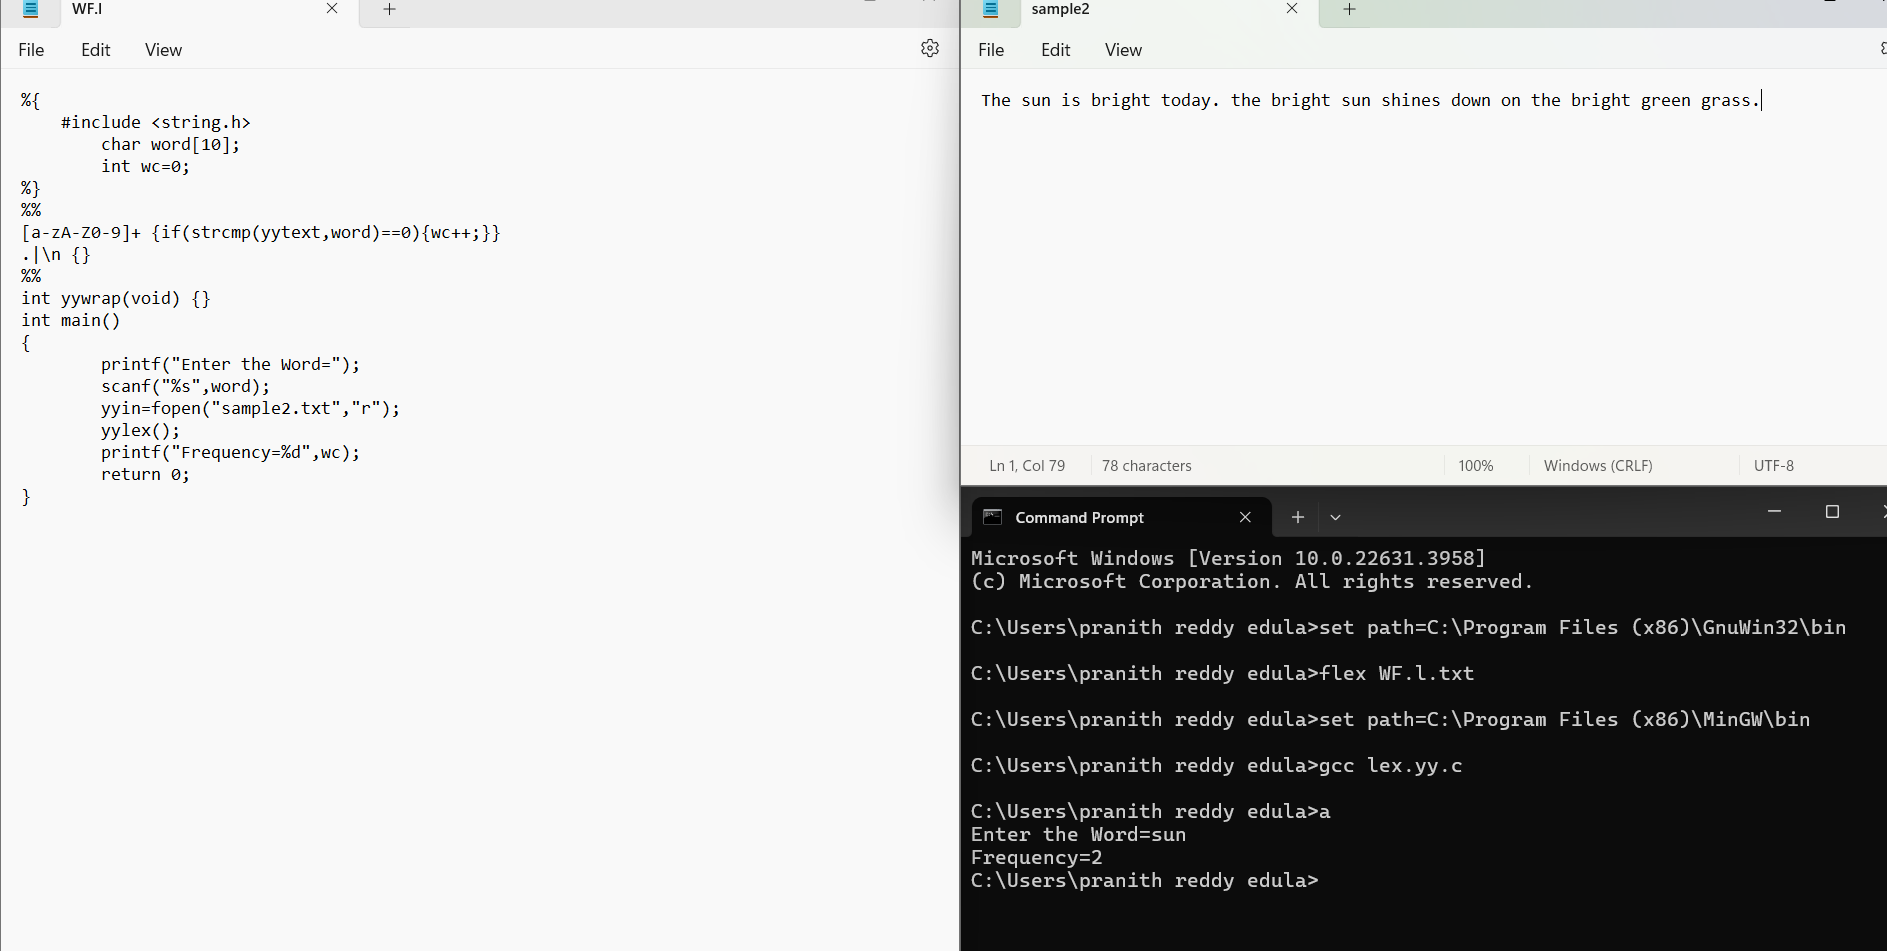 WF.l
File Edit View
%{
#include <string.h>
char word[10];
int wc=0;
%}
%%
[a-zA-Z0-9]+ {if(strcmp(yytext,word)==0){wc++;}}
.|\n {}
%%
int yywrap(void) {}
int main()
{
printf("Enter the Word=");
scanf("%s",word);
yyin=fopen("sample2.txt","r");
yylex();
printf("Frequency=%d",wc);
return 0;
}
sample2
File Edit View
The sun is bright today. the bright sun shines down on the bright green grass.
Ln 1, Col 79 78 characters 100% Windows (CRLF) UTF-8
Command Prompt
Microsoft Windows [Version 10.0.22631.3958]
(c) Microsoft Corporation. All rights reserved.
C:\Users\pranith reddy edula>set path=C:\Program Files (x86)\GnuWin32\bin
C:\Users\pranith reddy edula>flex WF.l.txt
C:\Users\pranith reddy edula>set path=C:\Program Files (x86)\MinGW\bin
C:\Users\pranith reddy edula>gcc lex.yy.c
C:\Users\pranith reddy edula>a
Enter the Word=sun
Frequency=2
C:\Users\pranith reddy edula>